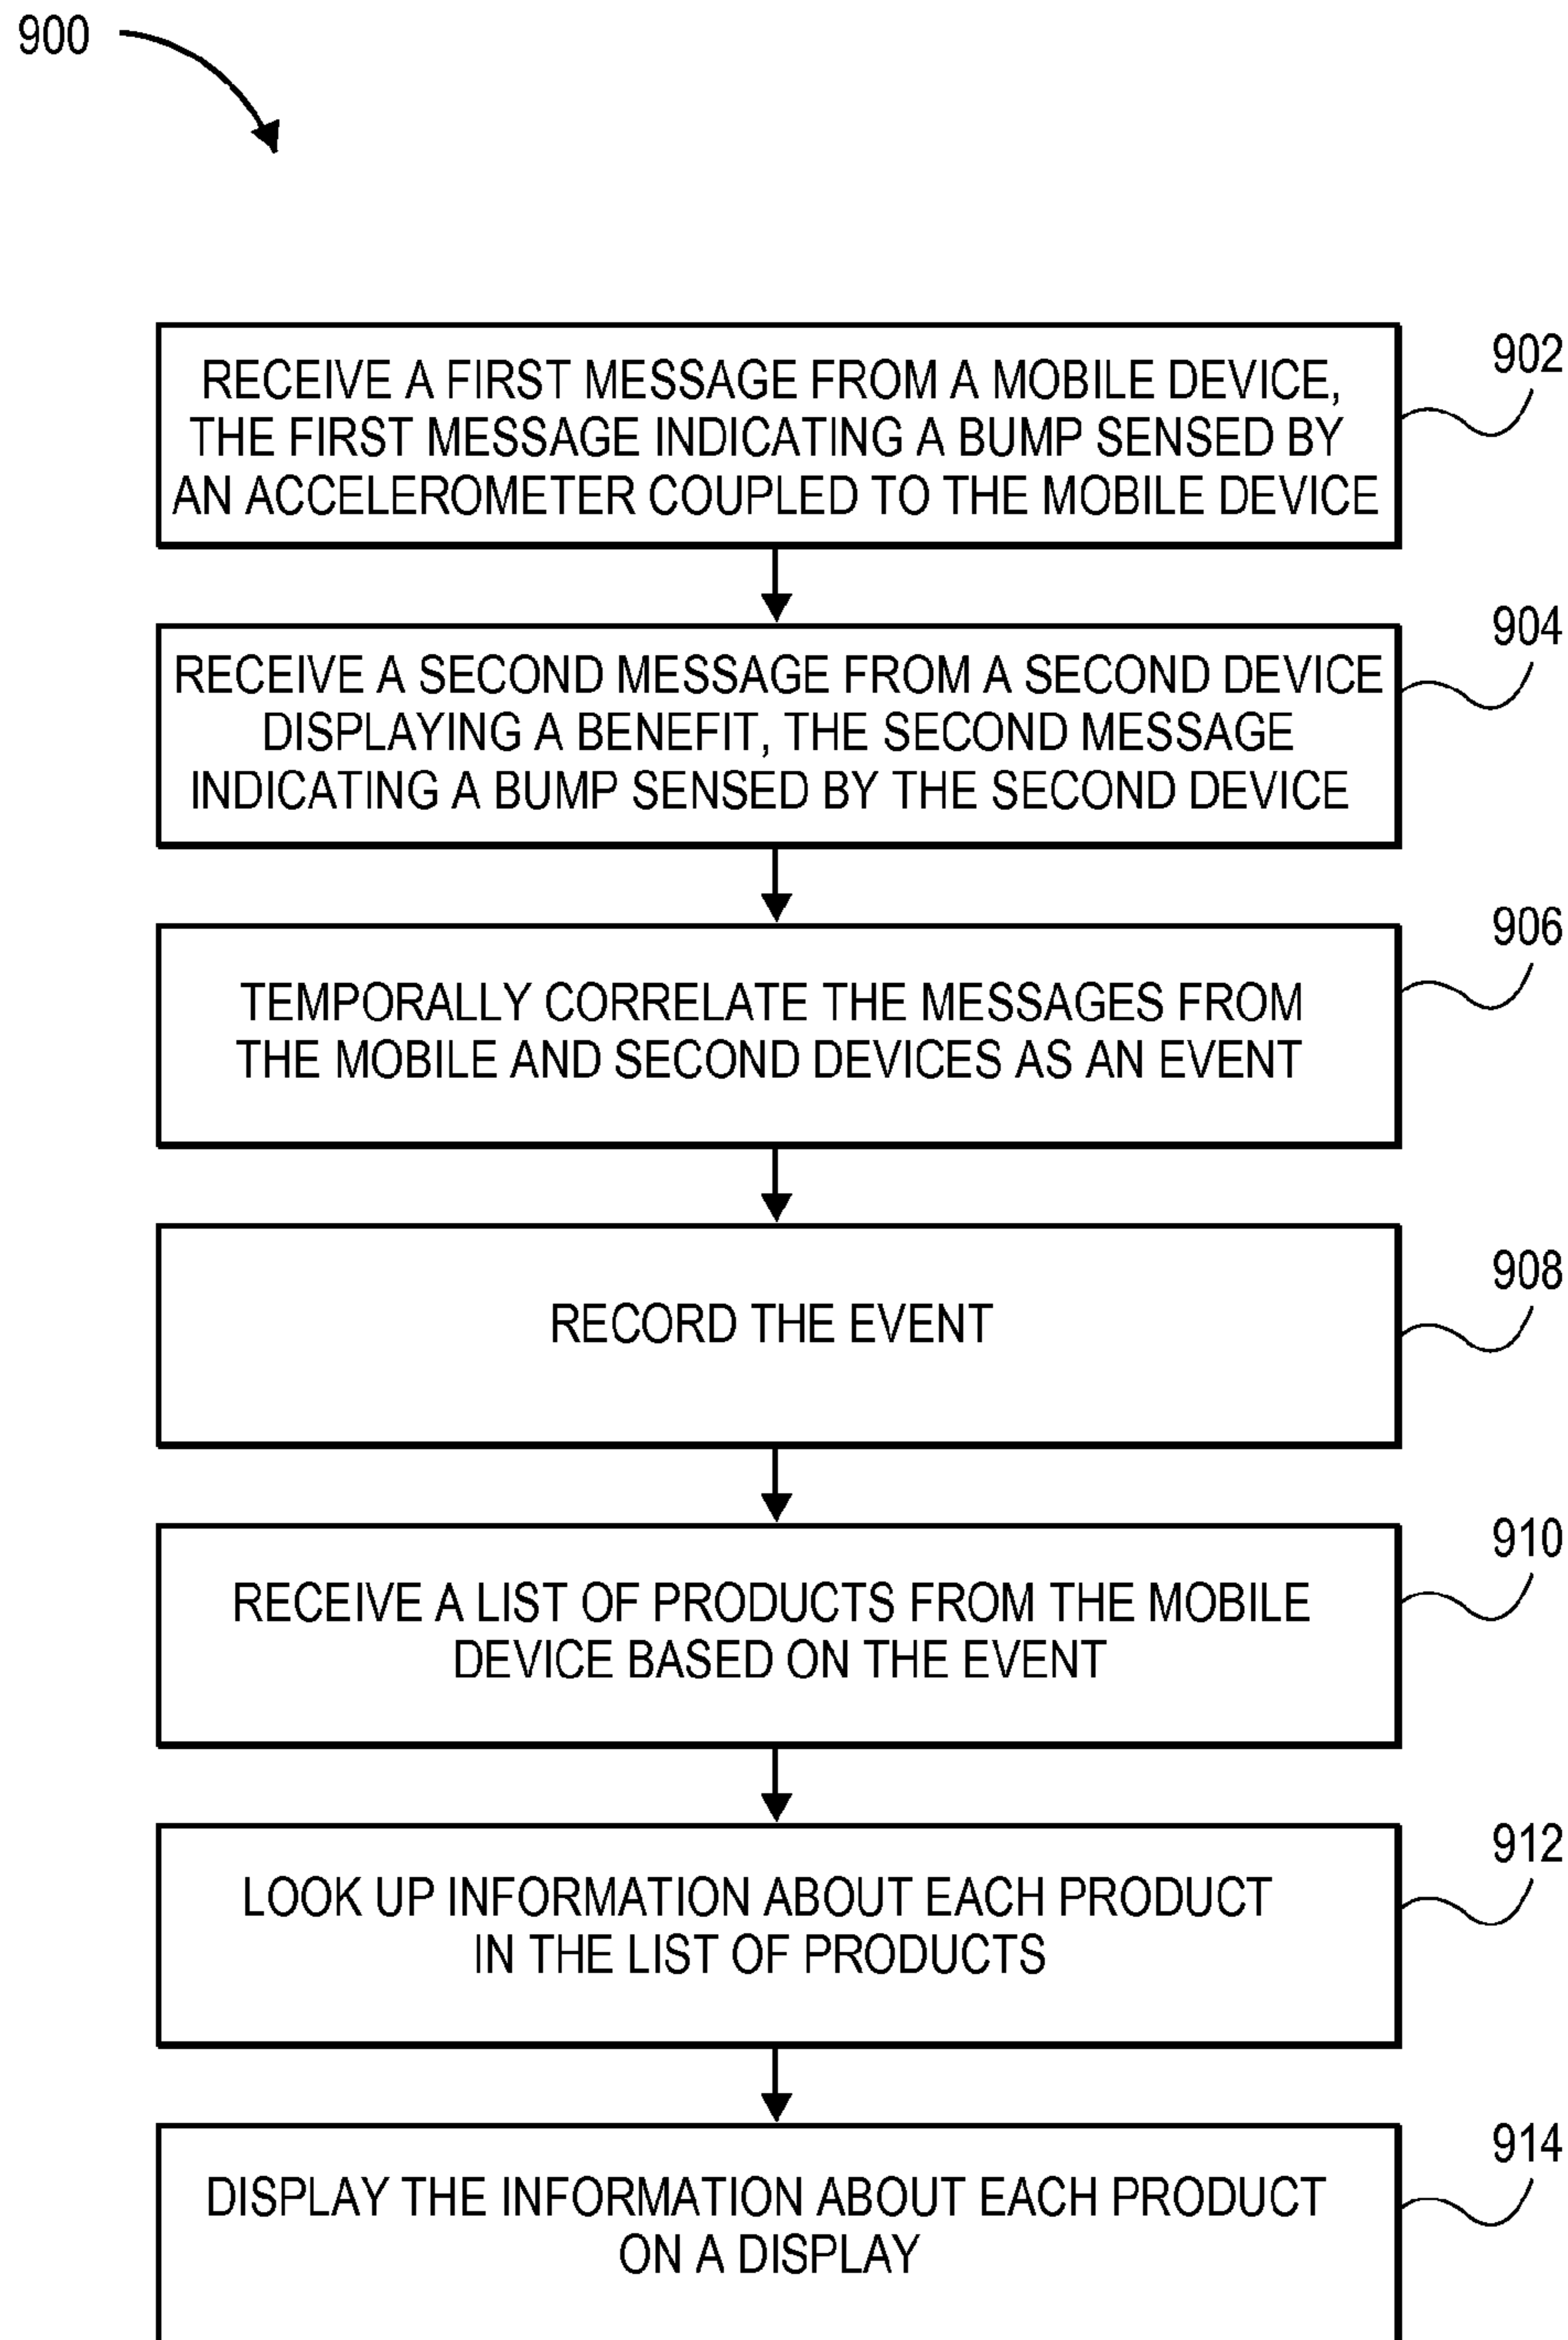 900
RECEIVE A FIRST MESSAGE FROM A MOBILE DEVICE,
THE FIRST MESSAGE INDICATING A BUMP SENSED BY
AN ACCELEROMETER COUPLED TO THE MOBILE DEVICE
902
RECEIVE A SECOND MESSAGE FROM A SECOND DEVICE
DISPLAYING A BENEFIT, THE SECOND MESSAGE
INDICATING A BUMP SENSED BY THE SECOND DEVICE
904
TEMPORALLY CORRELATE THE MESSAGES FROM
THE MOBILE AND SECOND DEVICES AS AN EVENT
906
RECORD THE EVENT
908
RECEIVE A LIST OF PRODUCTS FROM THE MOBILE
DEVICE BASED ON THE EVENT
910
LOOK UP INFORMATION ABOUT EACH PRODUCT
IN THE LIST OF PRODUCTS
912
DISPLAY THE INFORMATION ABOUT EACH PRODUCT
ON A DISPLAY
914